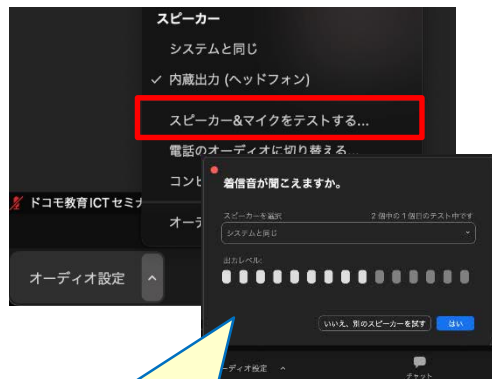 スピーカー
システムと同じ
✓ 内蔵出力 (ヘッドフォン)
スピーカー&マイクをテストする...
電話のオーディオに切り替える...
コンピ
オーデ
ドコモ教育ICTセミナ
オーディオ設定
着信音が聞こえますか。
スピーカーを選択
2 個中の 1 個目のテスト中です
システムと同じ
出力レベル:
いいえ、別のスピーカーを試す
はい
ーディオ設定
チャット